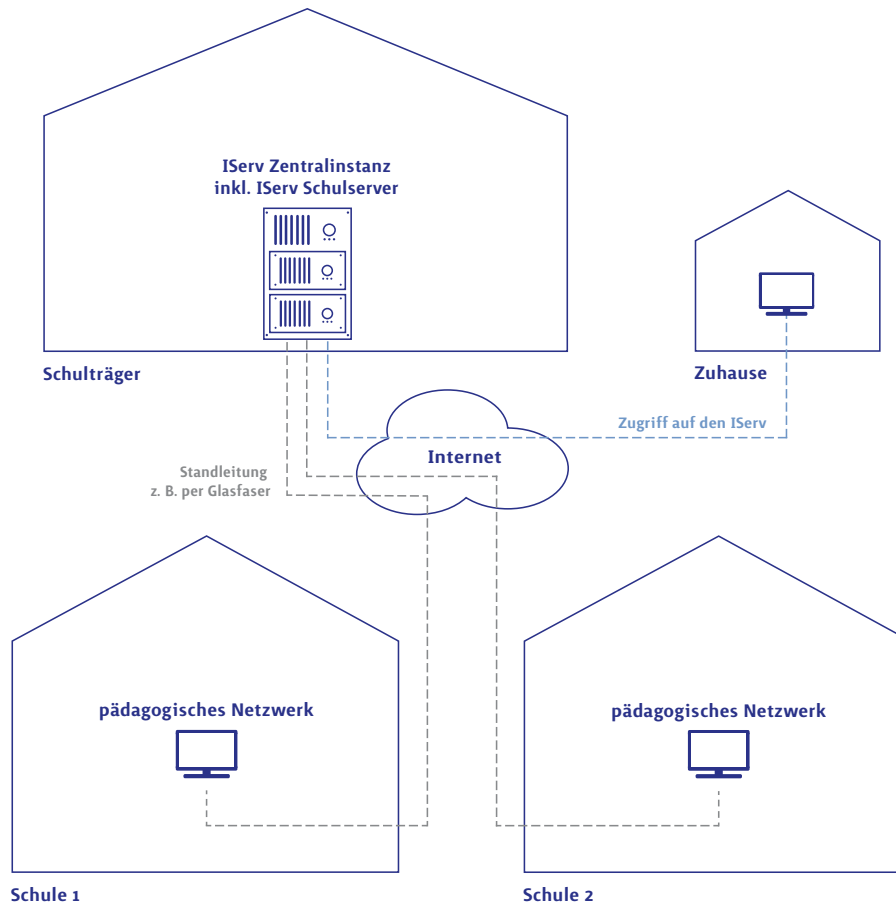 IServ Zentralinstanz
inkl. IServ Schulserver
Schulträger
Zuhause
Zugriff auf den IServ
Internet
Standleitung
z. B. per Glasfaser
pädagogisches Netzwerk
pädagogisches Netzwerk
Schule 1
Schule 2